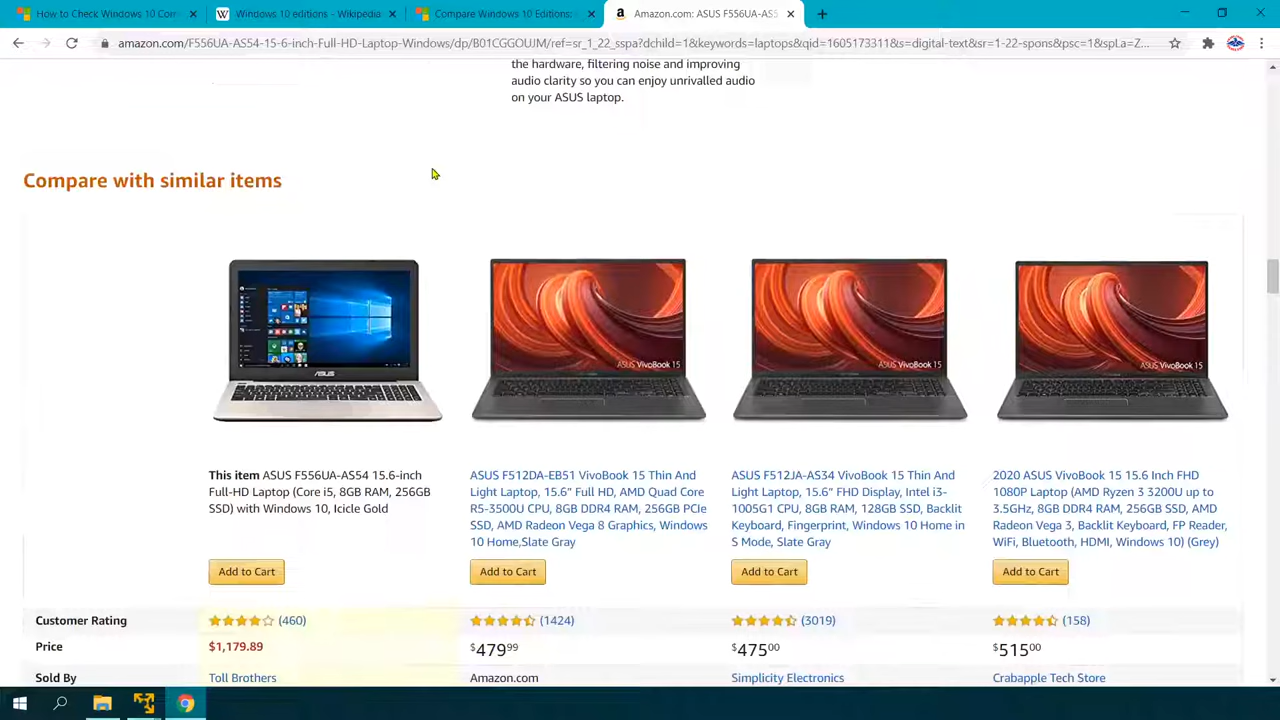 How to Check Windows 10 Com
Windows 10 editions - Wikipedia
Compare Windows 10 Editions:
Amazon.com: ASUS F556UA-AS5
amazon.com/F556UA-AS54-15-6-inch-Full-HD-Laptop-Windows/dp/B01CGGOUJM/ref=sr_1_22_sspa?dchild=1&keywords=laptops&qid=1605173311&s=digital-text&sr=1-22-spons&psc=1&spLa=Z...
the hardware, filtering noise and improving
audio clarity so you can enjoy unrivalled audio
on your ASUS laptop.
Compare with similar items
ASUS
ASUS VivoBook 15
ASUS VivoBook 15
ASUS VivoBook 15
This item ASUS F556UA-AS54 15.6-inch
Full-HD Laptop (Core i5, 8GB RAM, 256GB
SSD) with Windows 10, Icicle Gold
ASUS F512DA-EB51 VivoBook 15 Thin And
Light Laptop, 15.6" Full HD, AMD Quad Core
R5-3500U CPU, 8GB DDR4 RAM, 256GB PCIe
SSD, AMD Radeon Vega 8 Graphics, Windows
10 Home,Slate Gray
ASUS F512JA-AS34 VivoBook 15 Thin And
Light Laptop, 15.6" FHD Display, Intel i3-
1005G1 CPU, 8GB RAM, 128GB SSD, Backlit
Keyboard, Fingerprint, Windows 10 Home in
S Mode, Slate Gray
2020 ASUS VivoBook 15 15.6 Inch FHD
1080P Laptop (AMD Ryzen 3 3200U up to
3.5GHz, 8GB DDR4 RAM, 256GB SSD, AMD
Radeon Vega 3, Backlit Keyboard, FP Reader,
WiFi, Bluetooth, HDMI, Windows 10) (Grey)
Add to Cart
Add to Cart
Add to Cart
Add to Cart
Customer Rating (460) (1424) (3019) (158)
Price $1,179.89 $479.99 $475.00 $515.00
Sold By Toll Brothers Amazon.com Simplicity Electronics Crabapple Tech Store